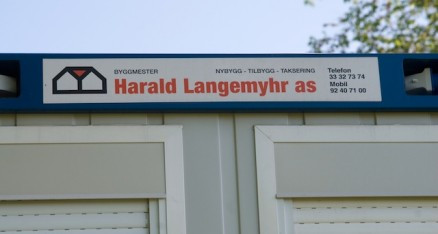 BYGGMESTER NYBYGG - TILBYGG - TAKSERING
Harald Langemyhr as
Telefon
33 32 73 74
Mobil
92 40 71 00